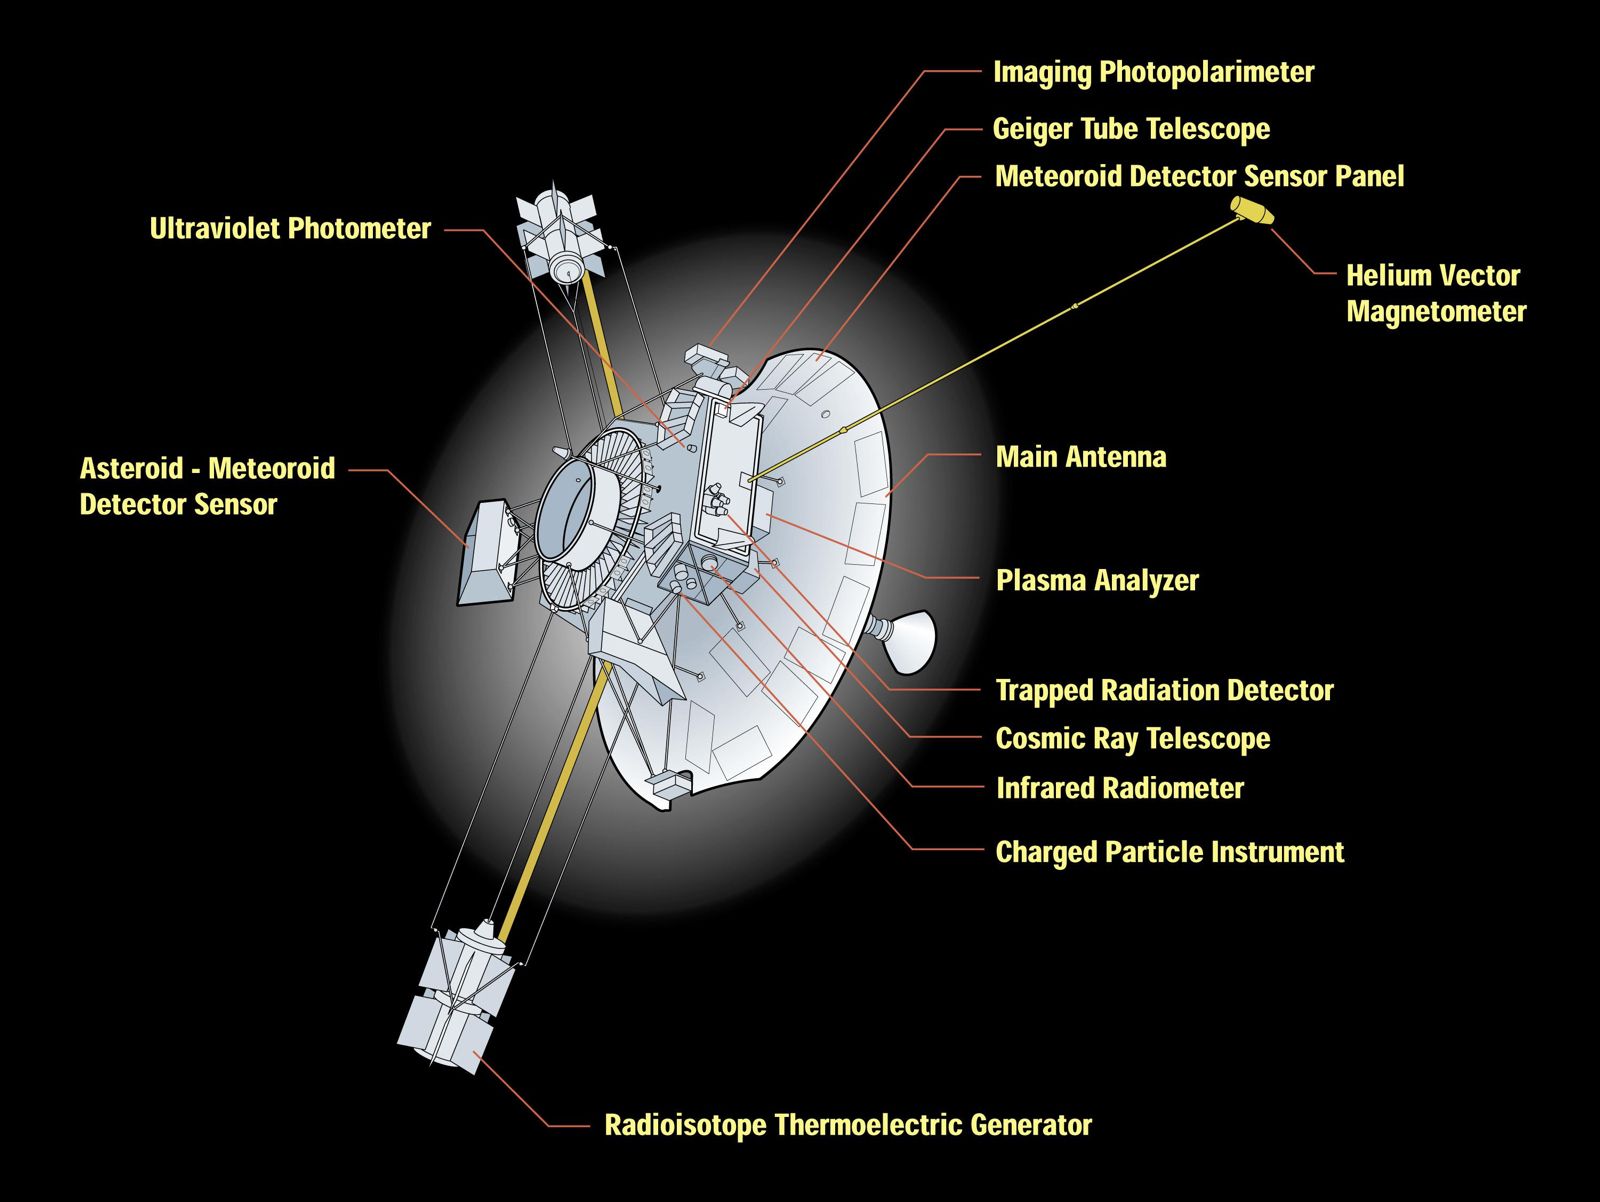 Imaging Photopolarimeter
Geiger Tube Telescope
Meteoroid Detector Sensor Panel
Ultraviolet Photometer
Helium Vector
Magnetometer
Main Antenna
Asteroid - Meteoroid
Detector Sensor
Plasma Analyzer
Trapped Radiation Detector
Cosmic Ray Telescope
Infrared Radiometer
Charged Particle Instrument
Radioisotope Thermoelectric Generator